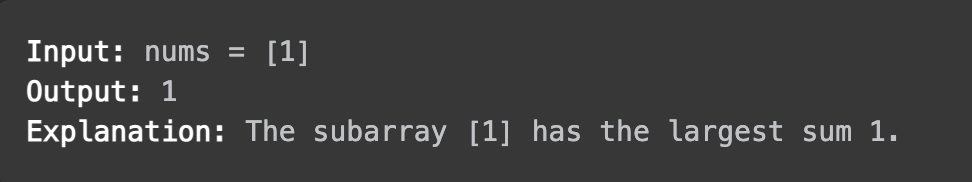 Input: nums = [1]
Output: 1
Explanation: The subarray [1] has the largest sum 1.